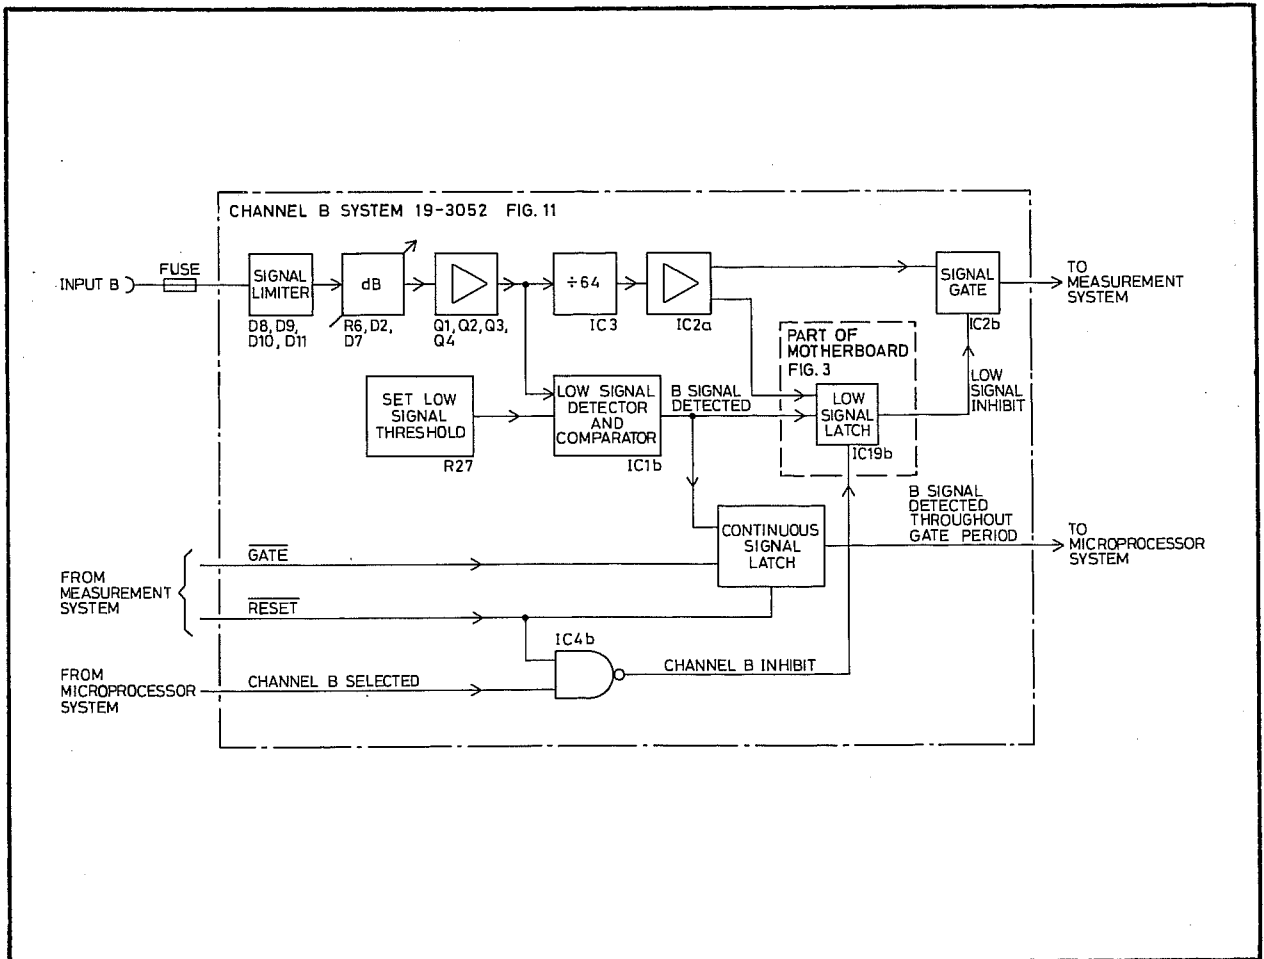 CHANNEL B SYSTEM 19-3052 FIG. 11
INPUT B
FUSE
SIGNAL
LIMITER
D8, D9,
D10, D11
dB
R6, D2,
D7
Q1, Q2, Q3,
Q4
÷64
IC3
IC2a
SIGNAL
GATE
IC2b
TO
MEASUREMENT
SYSTEM
PART OF
MOTHERBOARD
FIG. 3
LOW
SIGNAL
LATCH
IC19b
LOW
SIGNAL
INHIBIT
SET LOW
SIGNAL
THRESHOLD
R27
LOW SIGNAL
DETECTOR
AND
COMPARATOR
IC1b
B SIGNAL
DETECTED
B SIGNAL
DETECTED
THROUGHOUT
GATE PERIOD
TO
MICROPROCESSOR
SYSTEM
CONTINUOUS
SIGNAL
LATCH
FROM
MEASUREMENT
SYSTEM
GATE
RESET
IC4b
FROM
MICROPROCESSOR
SYSTEM
CHANNEL B SELECTED
CHANNEL B INHIBIT